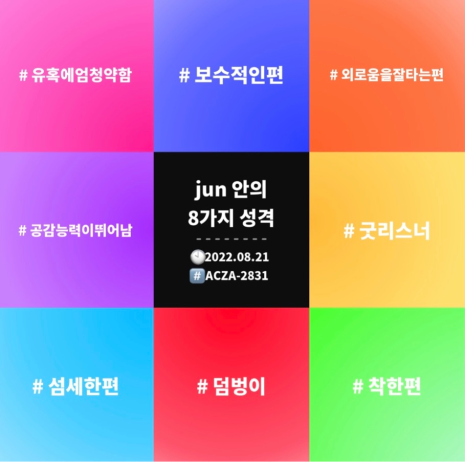 # 유혹에엄청약함
# 보수적인편
# 외로움을잘타는편
# 공감능력이뛰어남
jun 안의
8가지 성격
🕙2022.08.21
#️⃣ACZA-2831
# 굿리스너
# 섬세한편
# 덤벙이
# 착한편